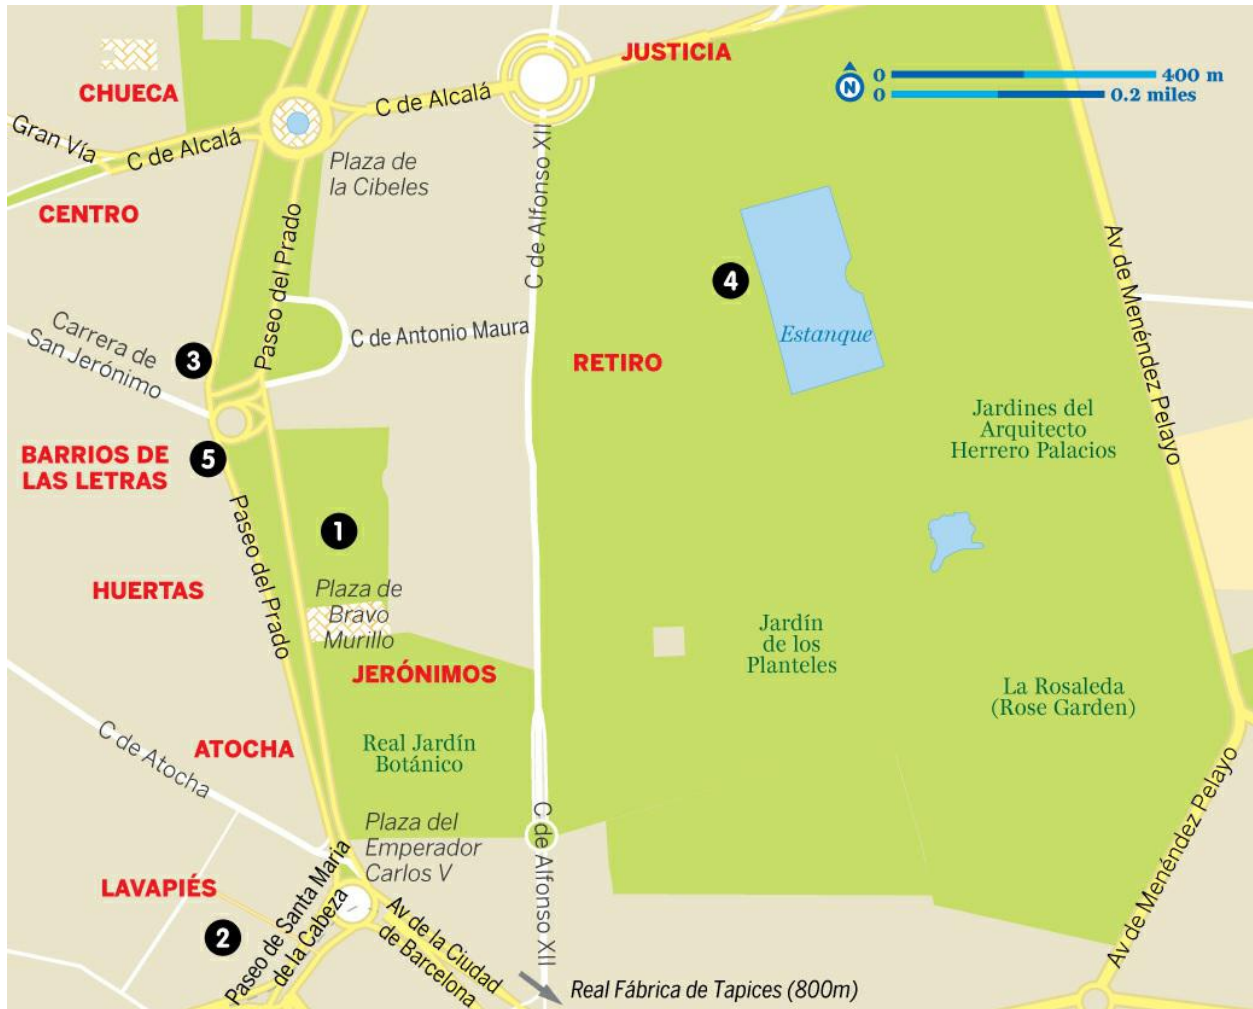 JUSTICIA
0 400 m
N
0 0.2 miles
CHUECA
C de Alcalá
Gran Vía
C de Alcalá
Plaza de
la Cibeles
C de Alfonso XII
CENTRO
Paseo del Prado
Av de Menéndez Pelayo
4
Carrera de
San Jerónimo
3
C de Antonio Maura
Estanque
RETIRO
Jardines del
Arquitecto
Herrero Palacios
BARRIOS DE
LAS LETRAS
5
Paseo del Prado
1
HUERTAS
Plaza de
Bravo
Murillo
Jardín
de los
Planteles
JERÓNIMOS
La Rosaleda
(Rose Garden)
C de Atocha
ATOCHA
Real Jardín
Botánico
C de Alfonso XII
Av de Menéndez Pelayo
Plaza del
Emperador
Carlos V
LAVAPIÉS
2
Paseo de Santa María
de la Cabeza
Av de la Ciudad
de Barcelona
Real Fábrica de Tapices (800m)